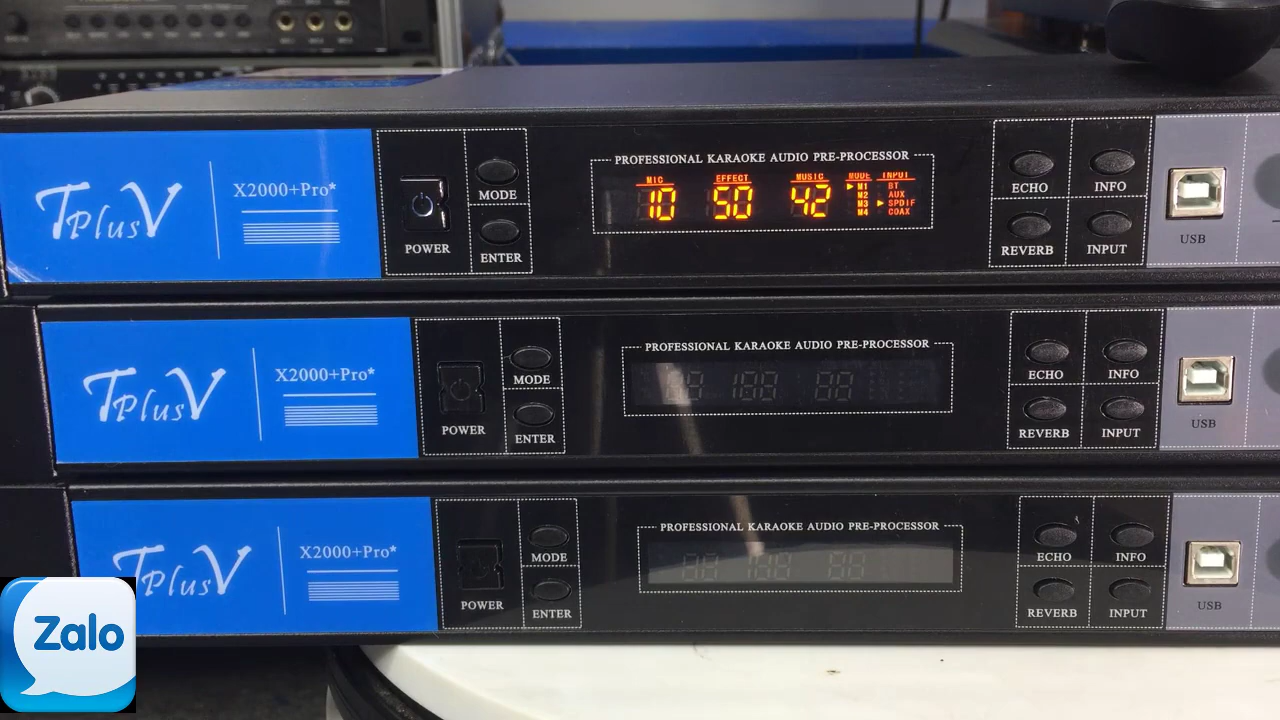 TPlusV
X2000+Pro*
POWER
MODE
ENTER
PROFESSIONAL KARAOKE AUDIO PRE-PROCESSOR
MIC EFFECT MUSIC MODE INPUT
10 50 42
M1 BT
M2 AUX
M3 SPDIF
M4 COAX
ECHO INFO
REVERB INPUT
USB
TPlusV
X2000+Pro*
POWER
MODE
ENTER
PROFESSIONAL KARAOKE AUDIO PRE-PROCESSOR
ECHO INFO
REVERB INPUT
USB
TPlusV
X2000+Pro*
POWER
MODE
ENTER
PROFESSIONAL KARAOKE AUDIO PRE-PROCESSOR
ECHO INFO
REVERB INPUT
USB
Zalo